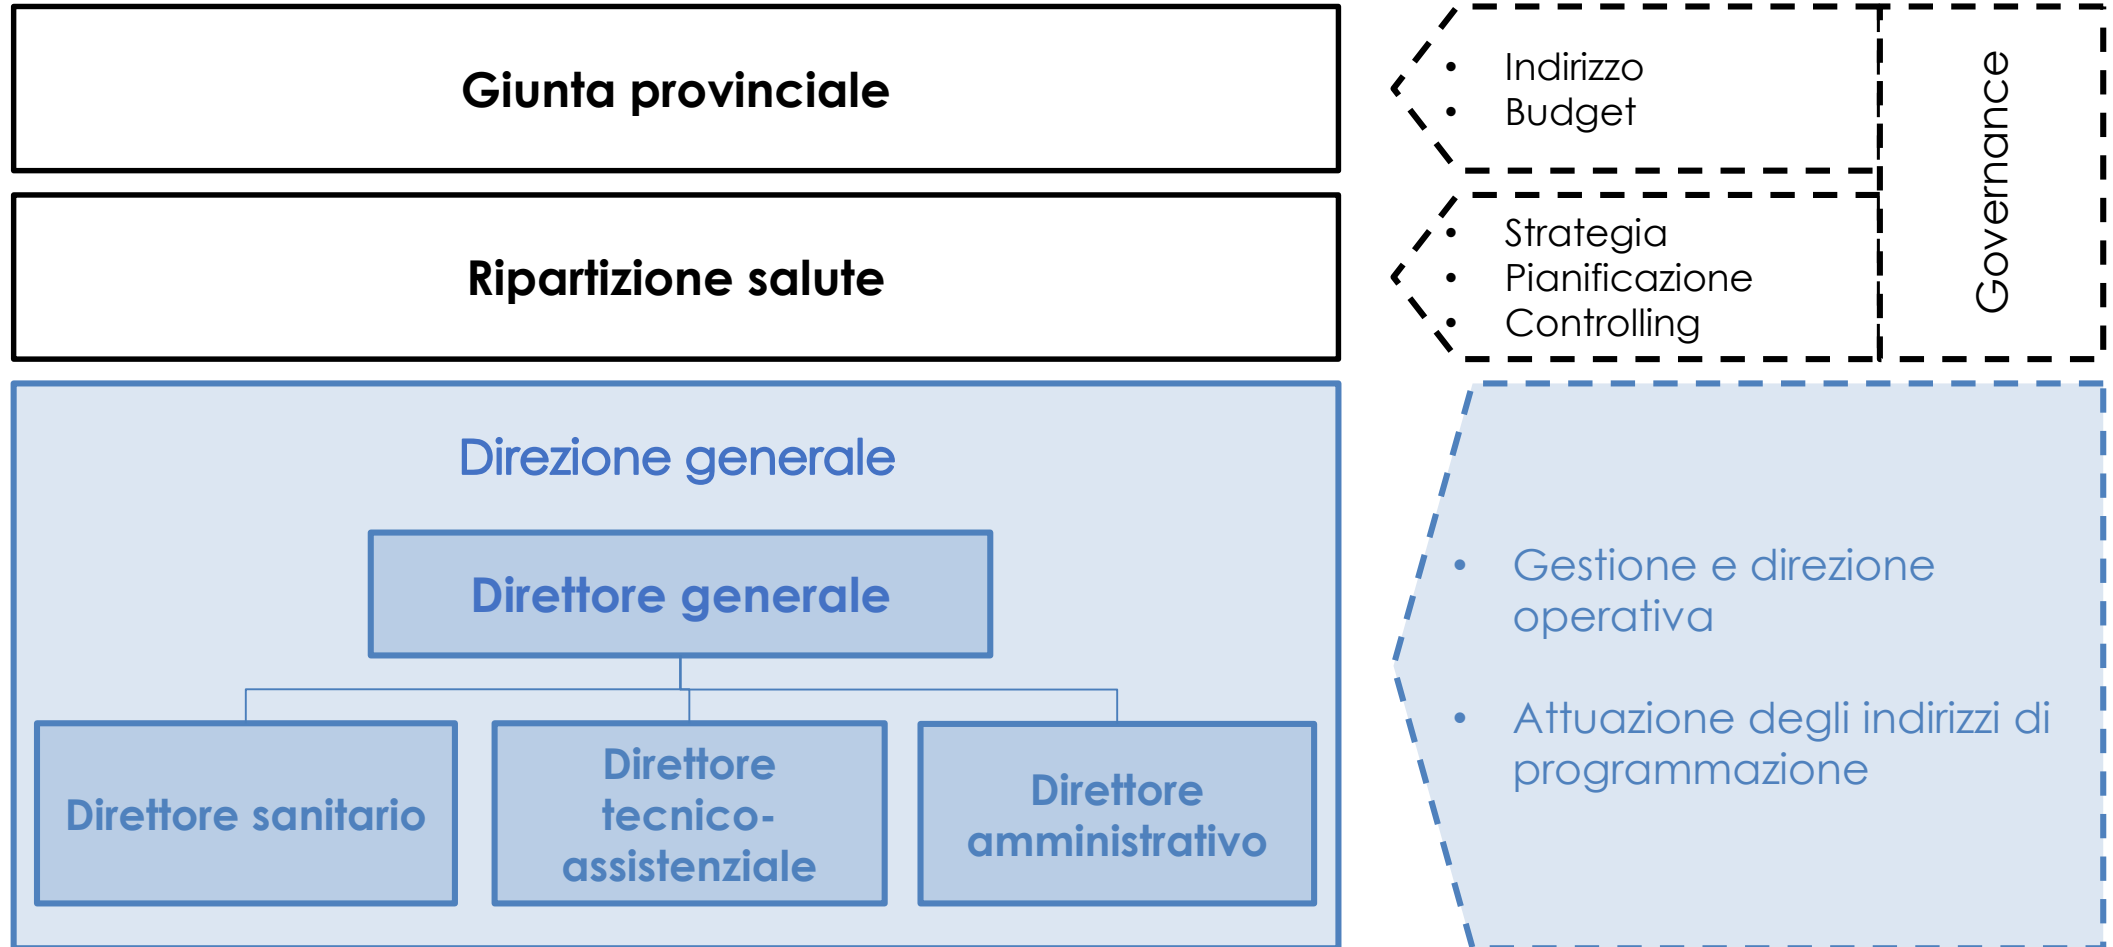 Giunta provinciale
• Indirizzo
• Budget
Governance
Ripartizione salute
• Strategia
• Pianificazione
• Controlling
Direzione generale
Direttore generale
Direttore sanitario
Direttore
tecnico-
assistenziale
Direttore
amministrativo
• Gestione e direzione
operativa
• Attuazione degli indirizzi di
programmazione